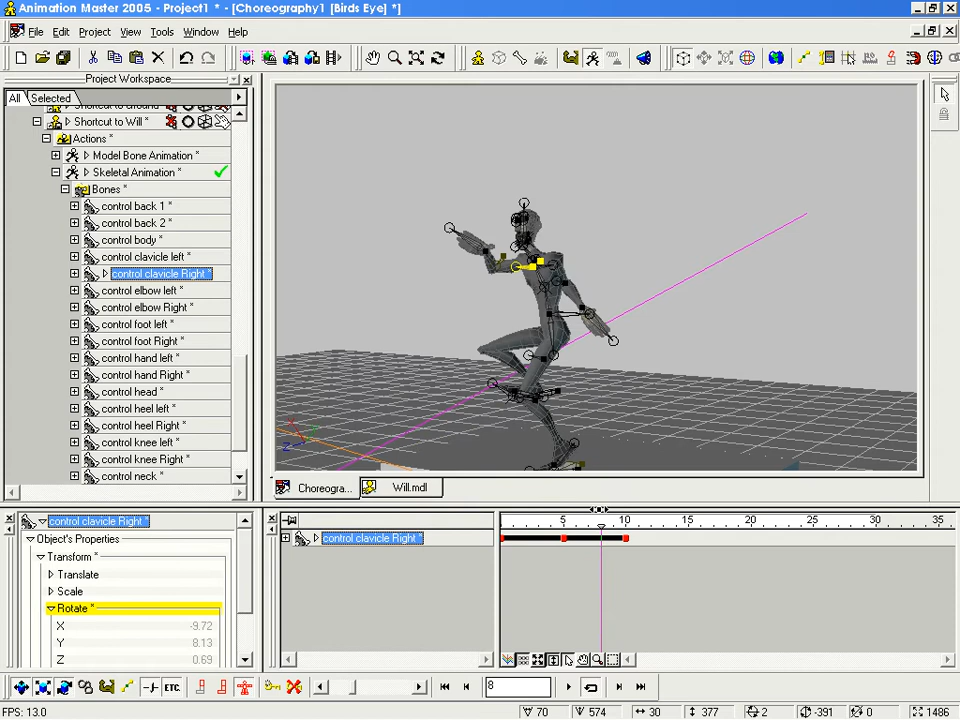 Animation Master 2005 - Project1 * - [Choreography1 [Birds Eye] *]
File Edit Project View Tools Window Help
Project Workspace
All Selected
Shortcut to Ground
Shortcut to Will *
Actions *
Model Bone Animation *
Skeletal Animation *
Bones *
control back 1 *
control back 2 *
control body *
control clavicle left *
control clavicle Right *
control elbow left *
control elbow Right *
control foot left *
control foot Right *
control hand left *
control hand Right *
control head *
control heel left *
control heel Right *
control knee left *
control knee Right *
control neck *
Z
Choreogra... Will.mdl
control clavicle Right *
Object's Properties
Transform *
Translate
Scale
Rotate *
X -9.72
Y 8.13
Z 0.69
5 10 15 20 25 30 35
control clavicle Right *
ETC. 8
FPS: 13.0 70 574 30 377 2 -391 0 1486